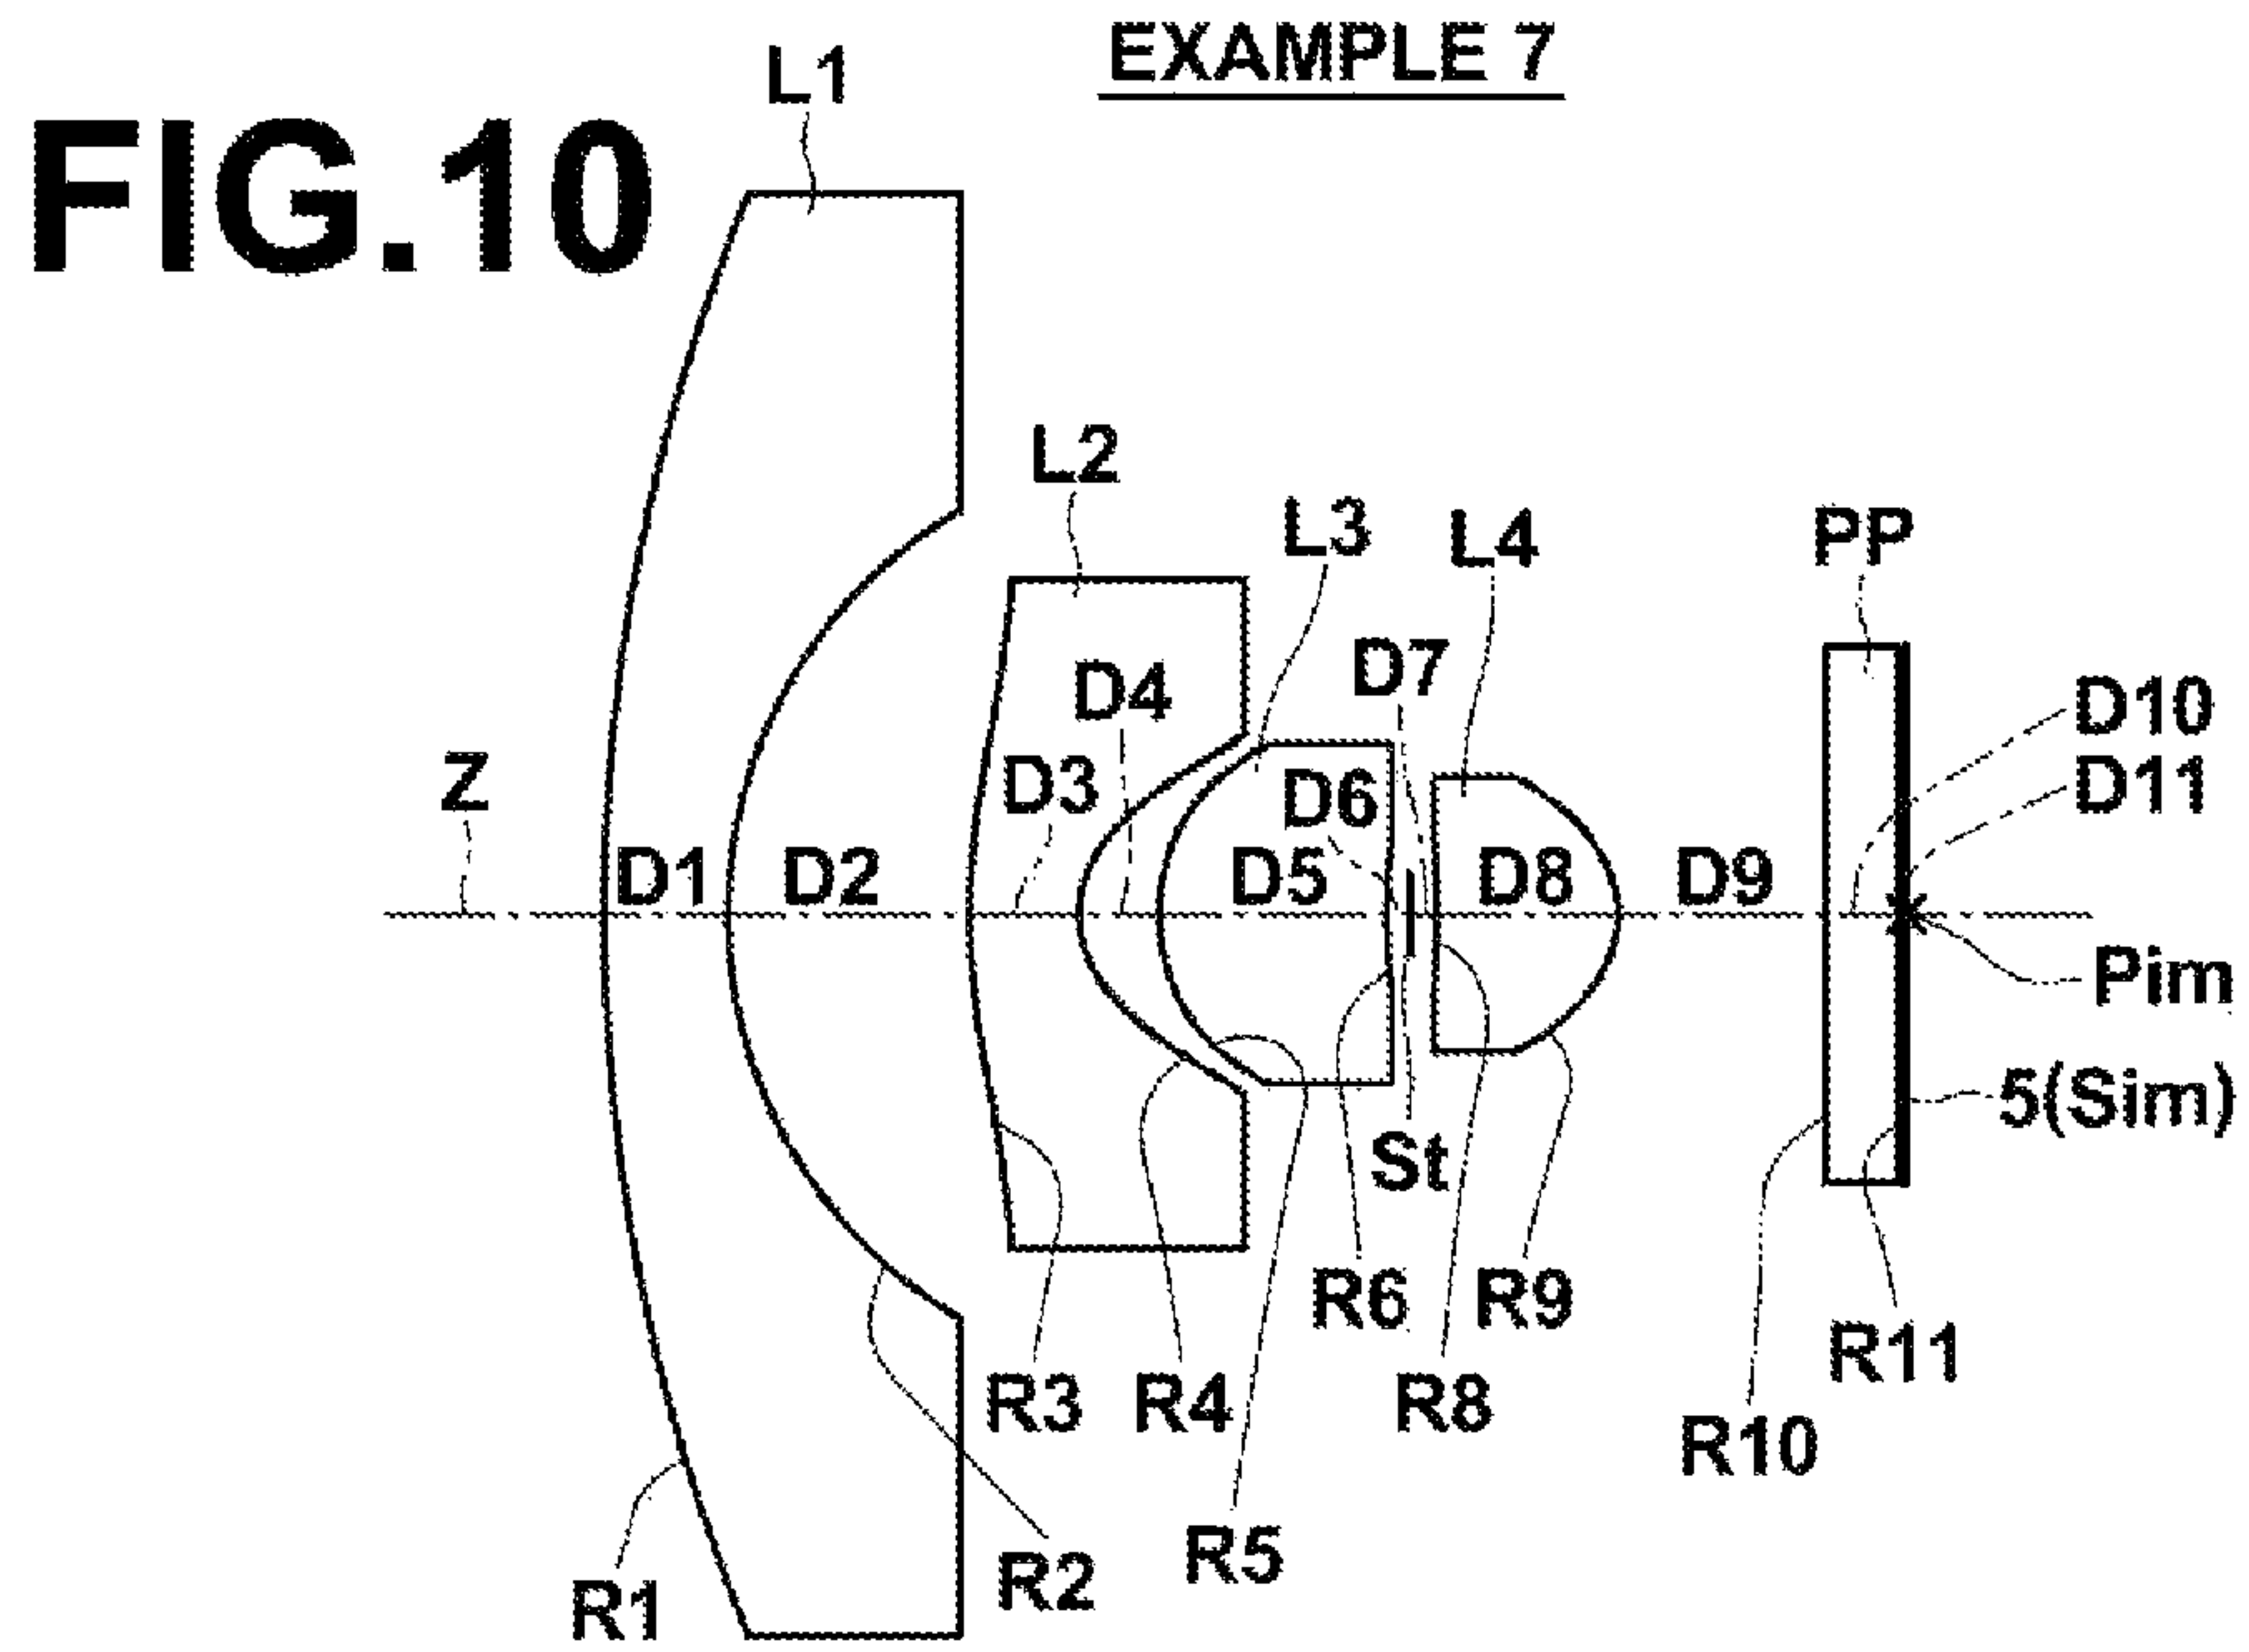 EXAMPLE 7
FIG.10
L1
L2
L3
L4
PP
D7
D4
D10
Z
D3
D6
D11
D1
D2
D5
D8
D9
Pim
5(Sim)
St
R6
R9
R3
R4
R8
R11
R10
R1
R2
R5